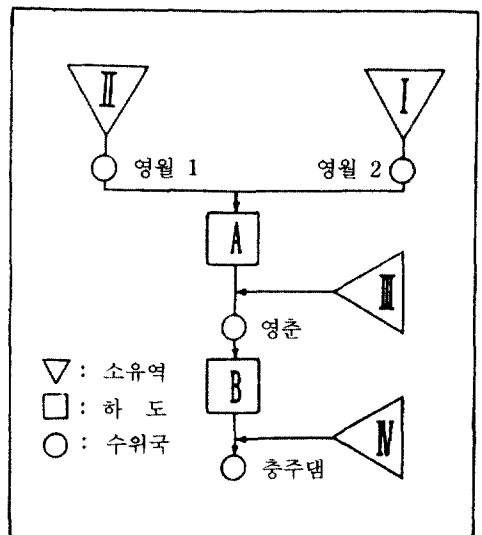 Ⅱ Ⅰ
영월 1 영월 2
A
Ⅲ
영춘
▽ : 소유역
B
□ : 하 도
Ⅳ
○ : 수위국
충주댐